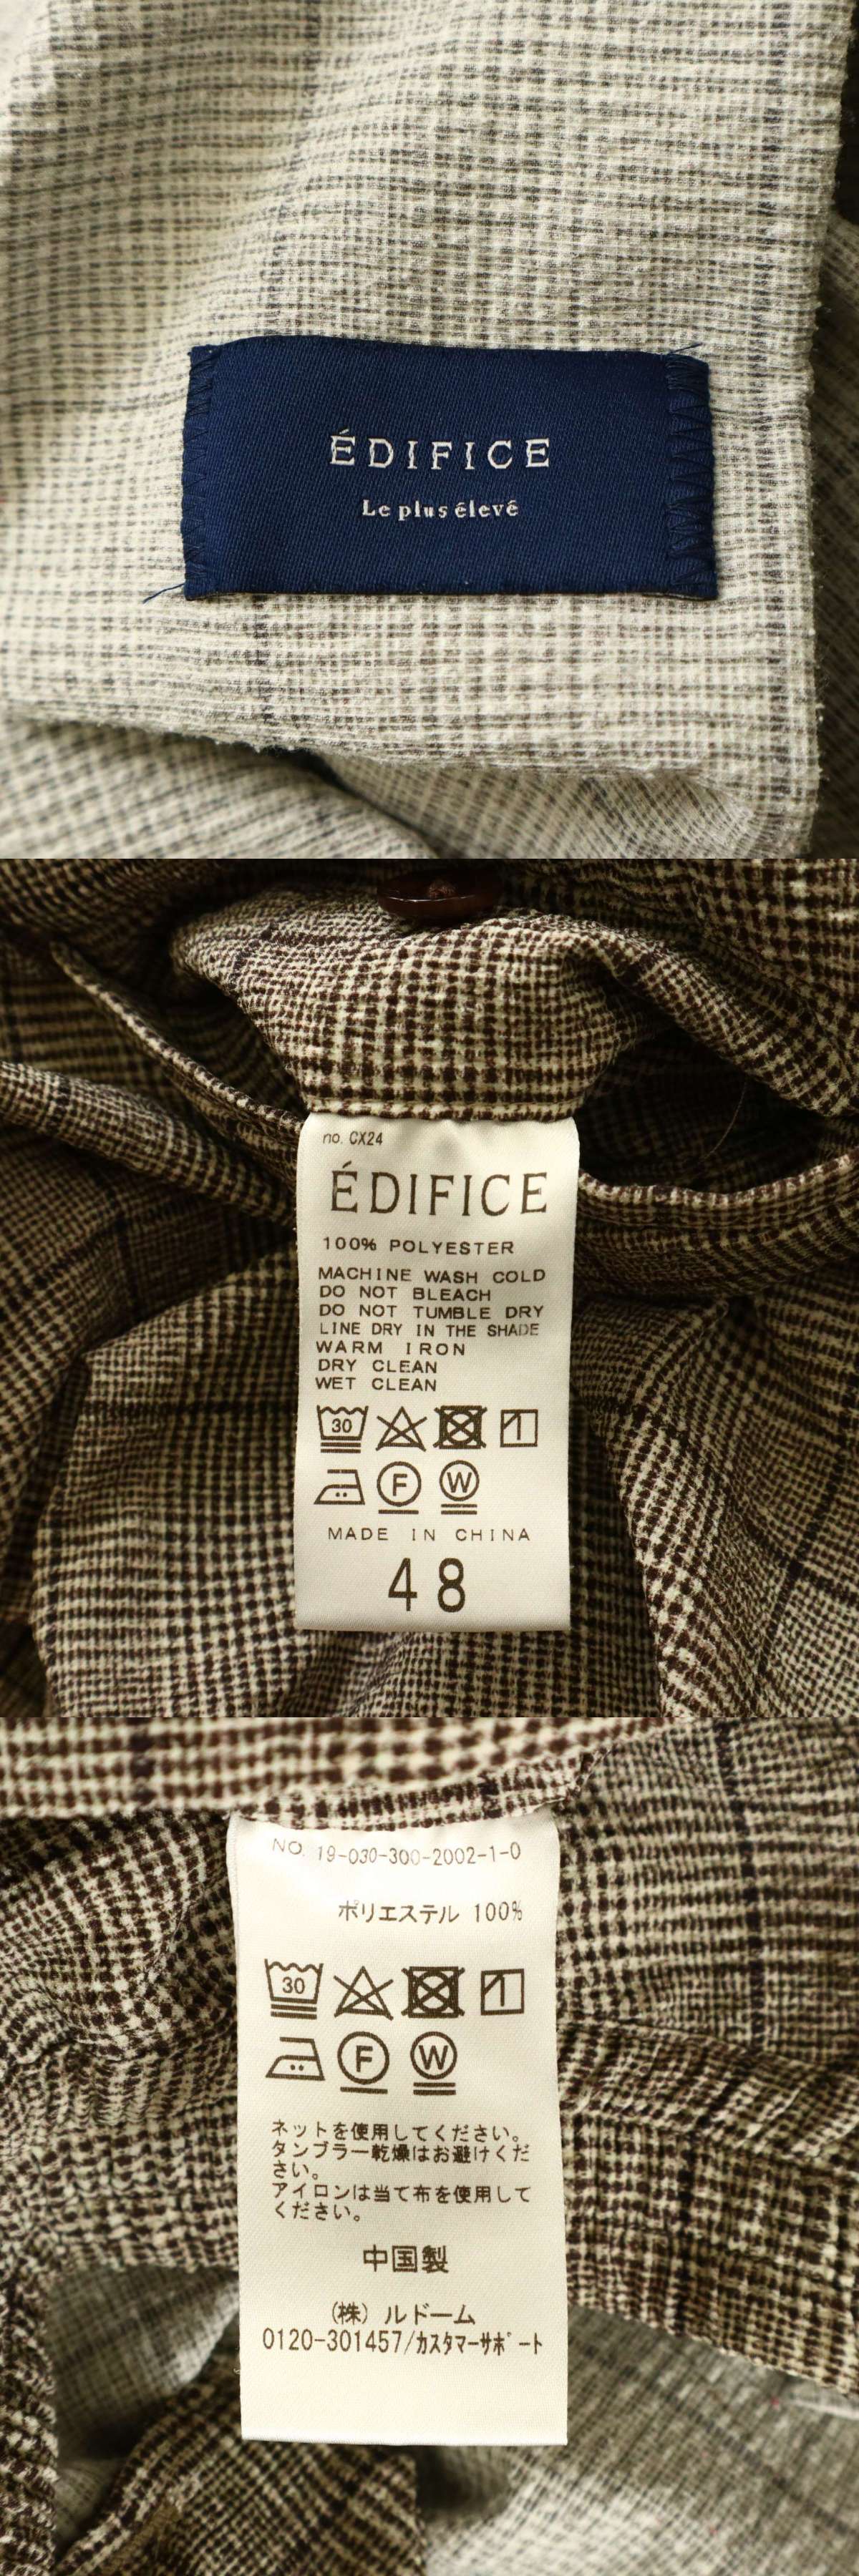 ÉDIFICE
Le plus élevé
no. CX24
ÉDIFICE
100% POLYESTER
MACHINE WASH COLD
DO NOT BLEACH
DO NOT TUMBLE DRY
LINE DRY IN THE SHADE
WARM IRON
DRY CLEAN
WET CLEAN
30
F W
MADE IN CHINA
48
NO. 19-030-300-2002-1-0
ポリエステル 100%
30
F W
ネットを使用してください。
タンブラー乾燥はお避けくだ
さい。
アイロンは当て布を使用して
ください。
中国製
(株) ルドーム
0120-301457/カスタマーサポート